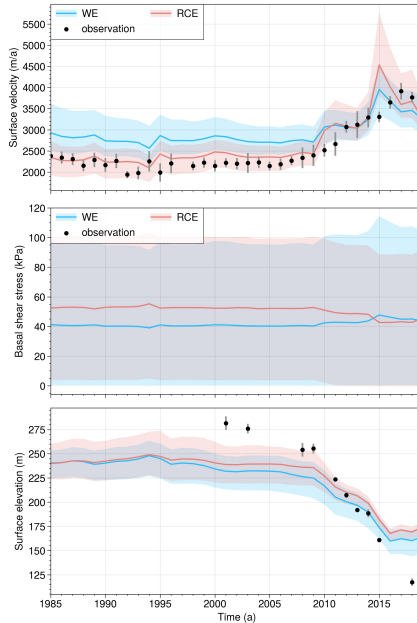 WE
RCE
observation
Surface velocity (m/a)
5500
5000
4500
4000
3500
3000
2500
2000
WE
RCE
observation
Basal shear stress (kPa)
120
100
80
60
40
20
0
Surface elevation (m)
275
250
225
200
175
150
125
1985 1990 1995 2000 2005 2010 2015
Time (a)